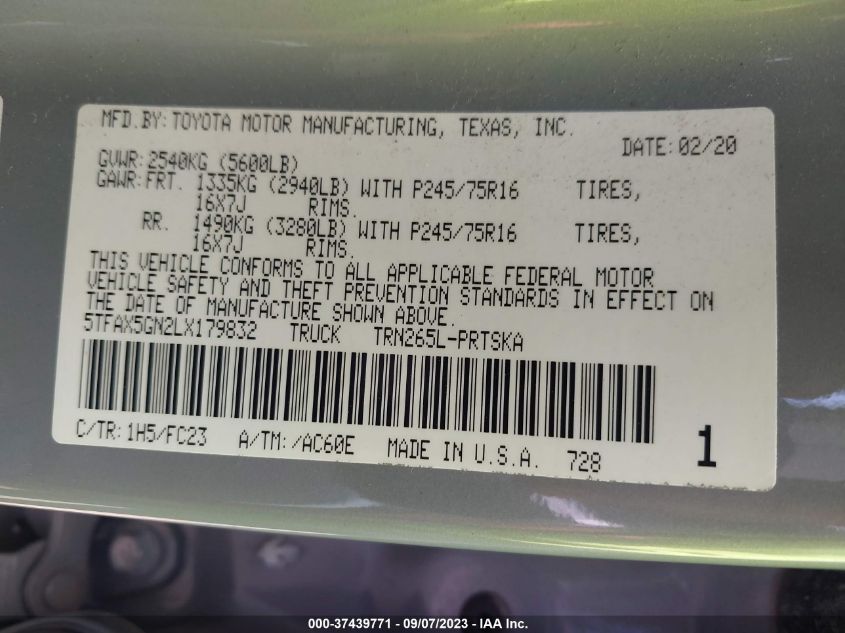 MFD.BY:TOYOTA MOTOR MANUFACTURING, TEXAS, INC.
DATE:02/20
GVWR:2540KG (5600LB)
GAWR:FRT. 1335KG (2940LB) WITH P245/75R16 TIRES,
16X7J RIMS.
RR. 1490KG (3280LB) WITH P245/75R16 TIRES,
16X7J RIMS.
THIS VEHICLE CONFORMS TO ALL APPLICABLE FEDERAL MOTOR
VEHICLE SAFETY AND THEFT PREVENTION STANDARDS IN EFFECT ON
THE DATE OF MANUFACTURE SHOWN ABOVE.
5TFAX5GN2LX179832 TRUCK TRN265L-PRTSKA
C/TR:1H5/FC23 A/TM:/AC60E MADE IN U.S.A. 728 1
000-37439771 - 09/07/2023 - IAA Inc.